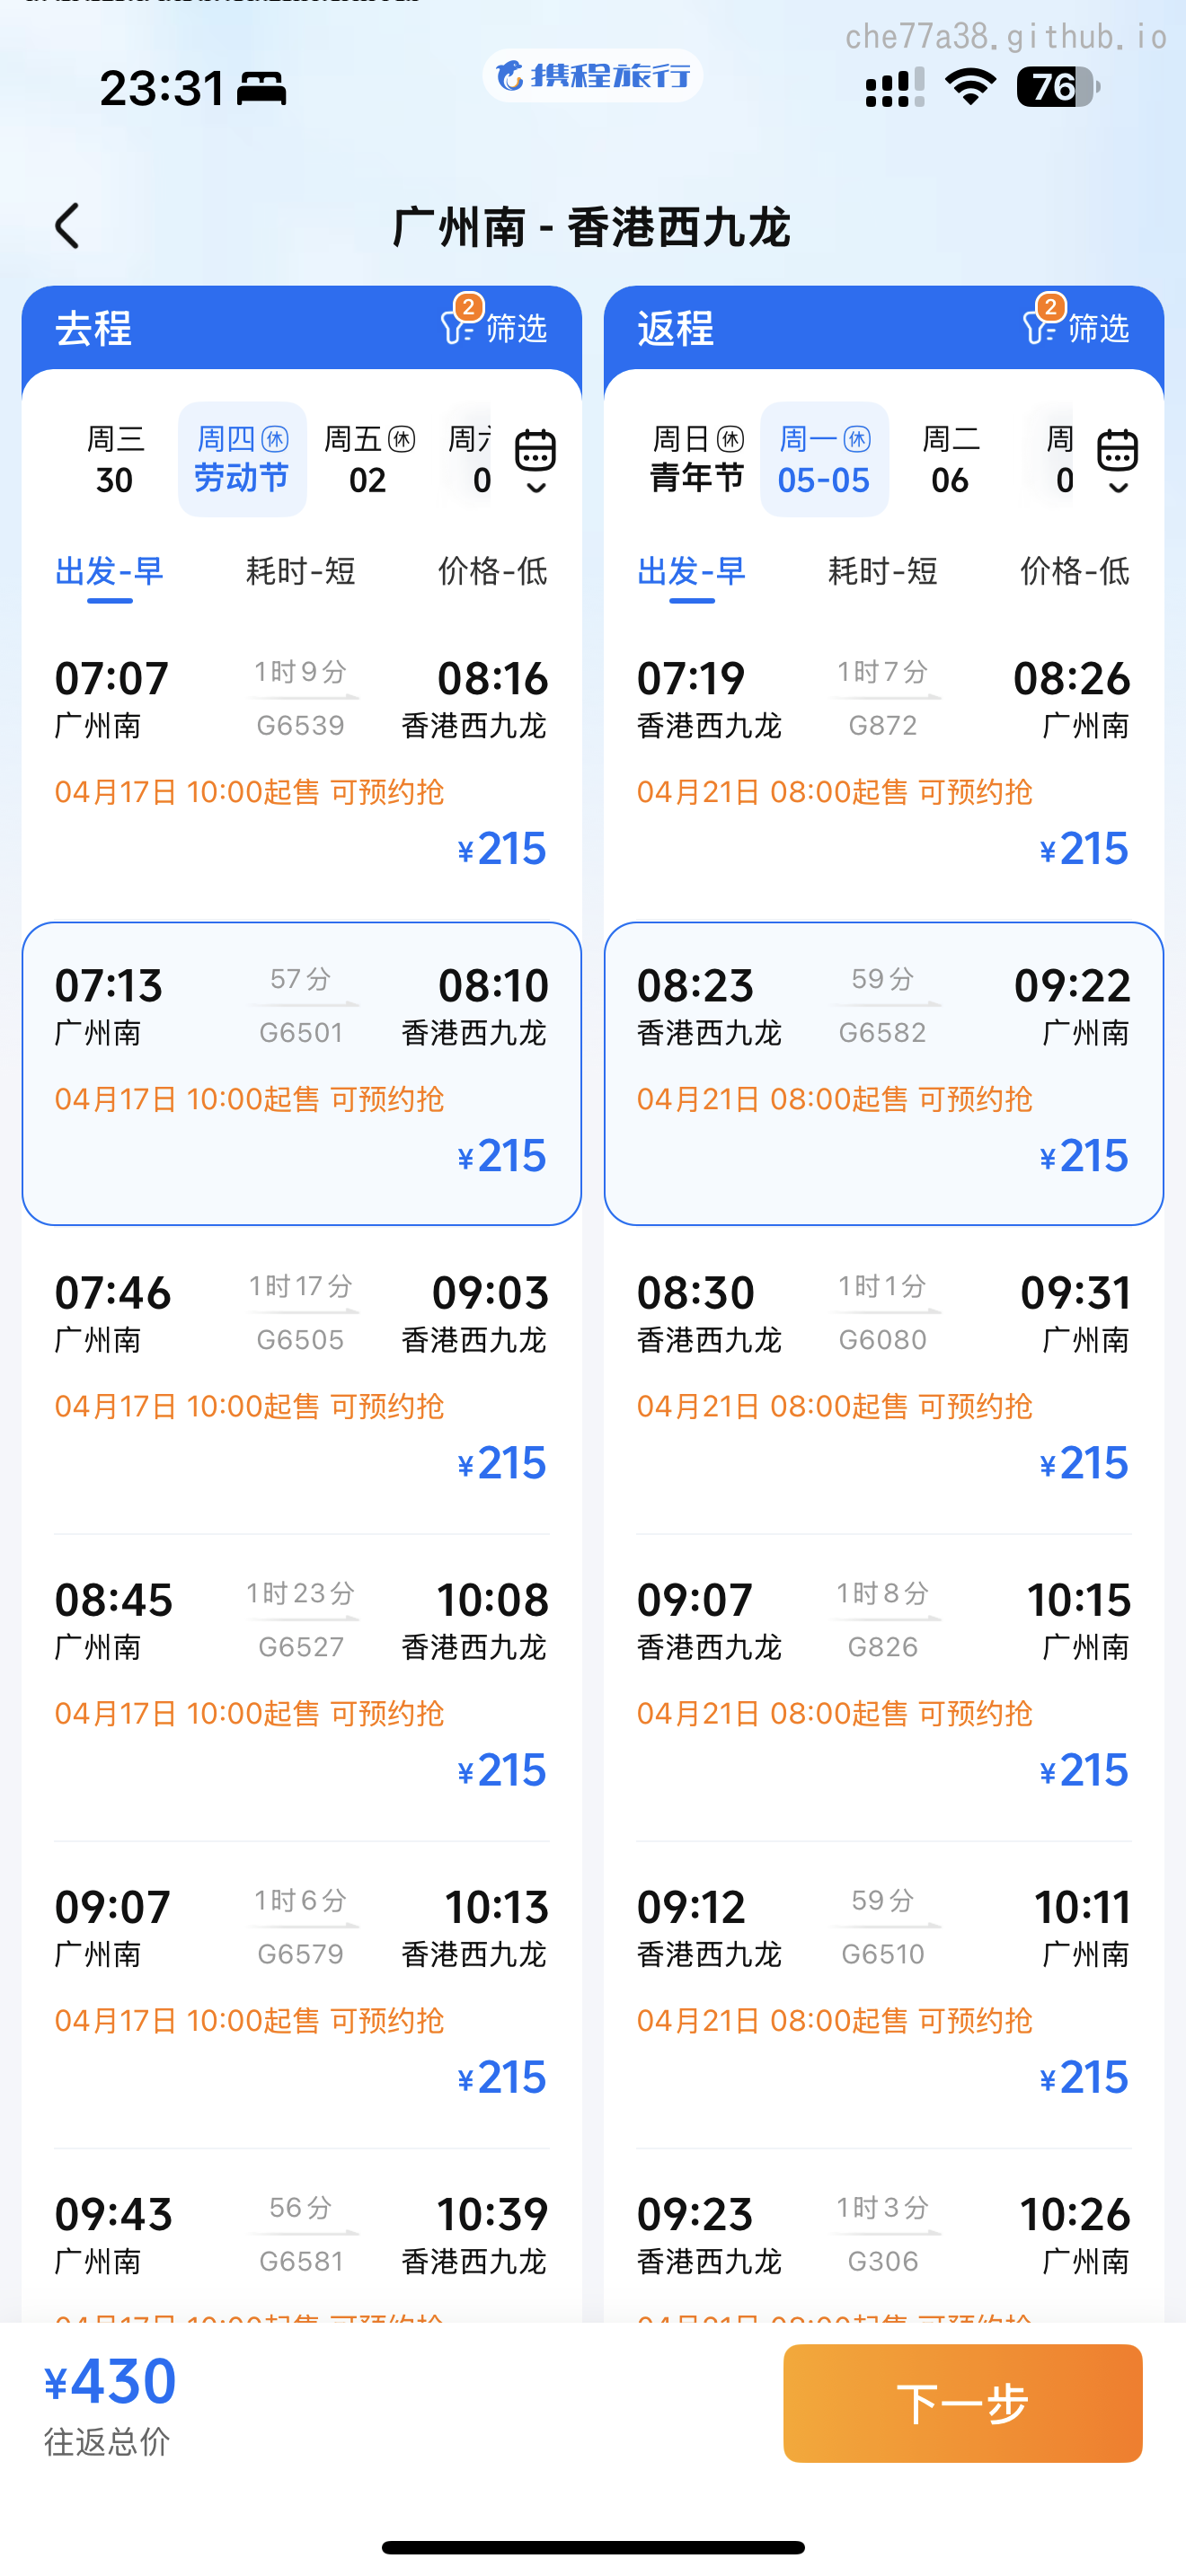 che77a38.github.io
23:31
携程旅行
76
广州南 - 香港西九龙
去程
2
筛选
周三
30
周四 休
劳动节
周五 休
02
出发-早
耗时-短
价格-低
07:07
1时9分
08:16
广州南
G6539
香港西九龙
04月17日 10:00起售 可预约抢
¥215
07:13
57分
08:10
广州南
G6501
香港西九龙
04月17日 10:00起售 可预约抢
¥215
07:46
1时17分
09:03
广州南
G6505
香港西九龙
04月17日 10:00起售 可预约抢
¥215
08:45
1时23分
10:08
广州南
G6527
香港西九龙
04月17日 10:00起售 可预约抢
¥215
09:07
1时6分
10:13
广州南
G6579
香港西九龙
04月17日 10:00起售 可预约抢
¥215
09:43
56分
10:39
广州南
G6581
香港西九龙
返程
2
筛选
周日 休
青年节
周一 休
05-05
周二
06
周
出发-早
耗时-短
价格-低
07:19
1时7分
08:26
香港西九龙
G872
广州南
04月21日 08:00起售 可预约抢
¥215
08:23
59分
09:22
香港西九龙
G6582
广州南
04月21日 08:00起售 可预约抢
¥215
08:30
1时1分
09:31
香港西九龙
G6080
广州南
04月21日 08:00起售 可预约抢
¥215
09:07
1时8分
10:15
香港西九龙
G826
广州南
04月21日 08:00起售 可预约抢
¥215
09:12
59分
10:11
香港西九龙
G6510
广州南
04月21日 08:00起售 可预约抢
¥215
09:23
1时3分
10:26
香港西九龙
G306
广州南
¥430
往返总价
下一步